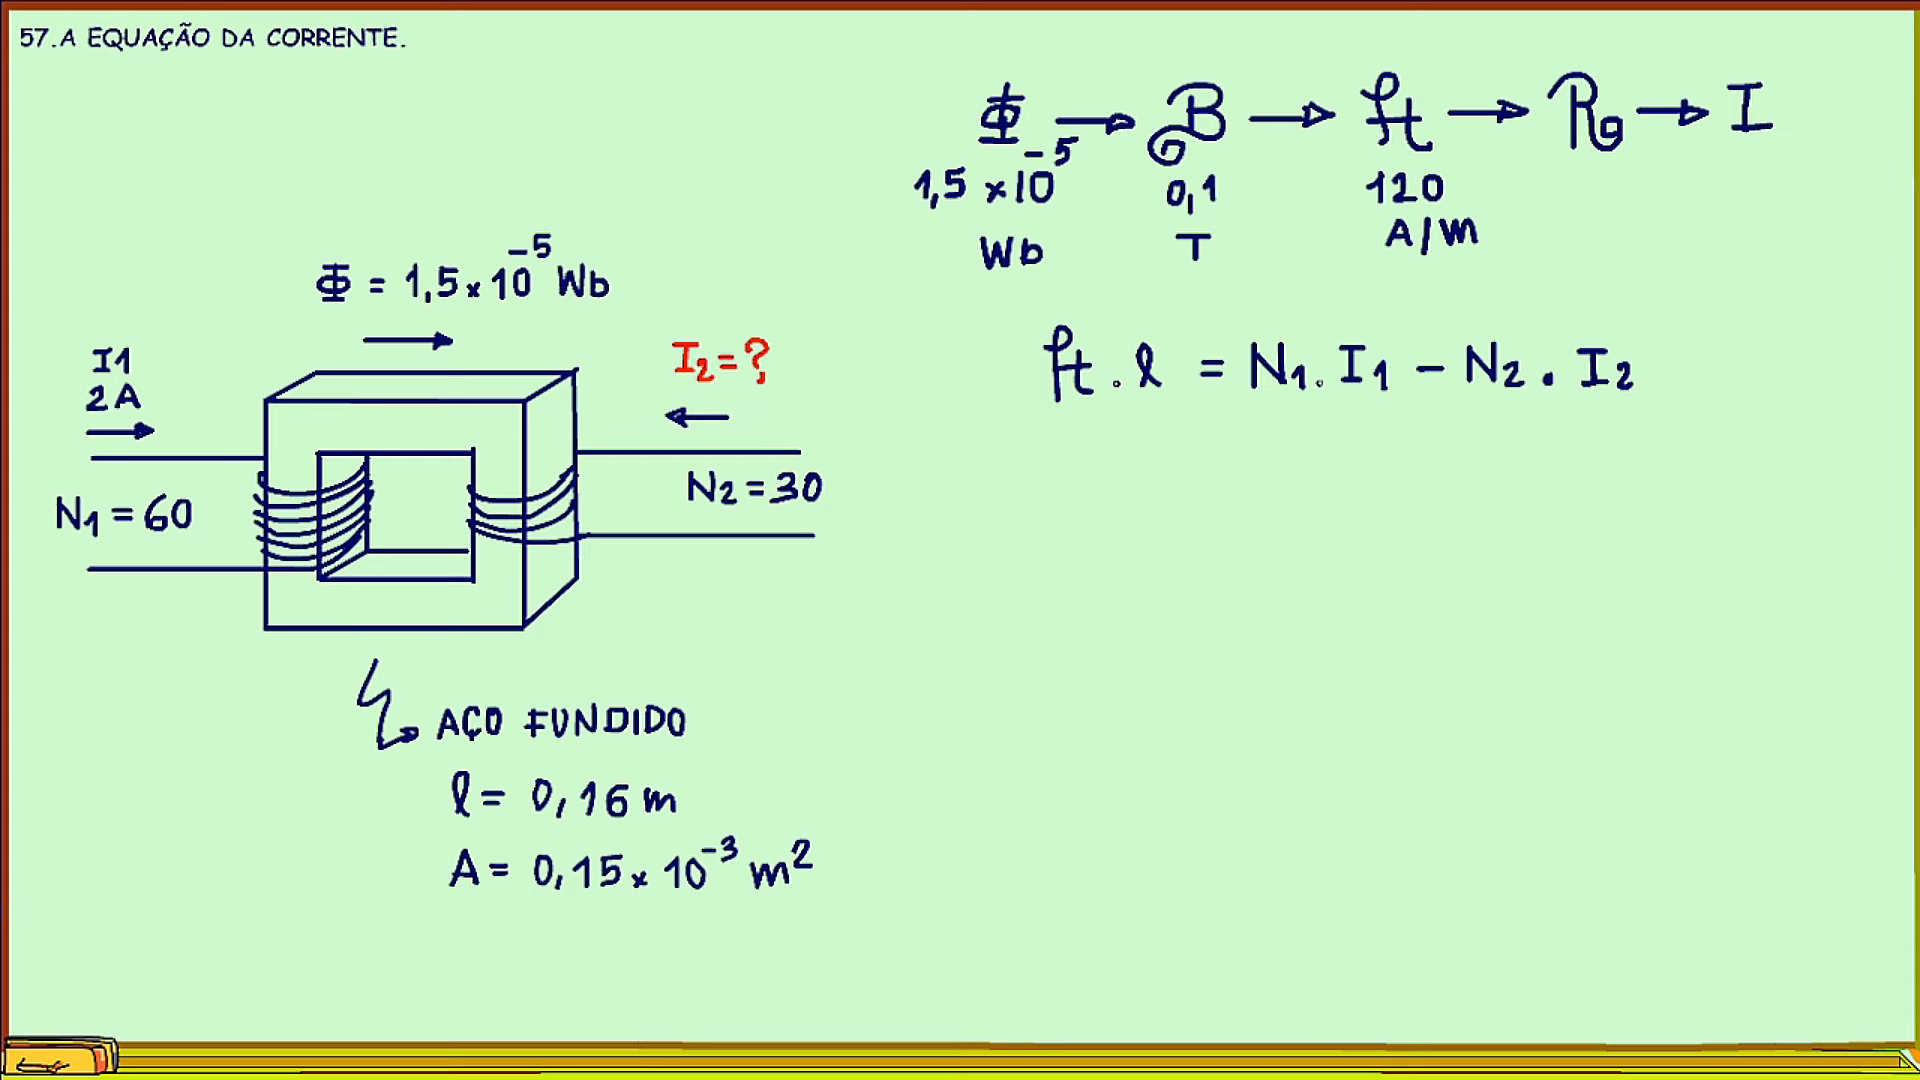 57.A EQUAÇÃO DA CORRENTE.
Φ → B → H → Rg → I
1,5 ×10⁻⁵ 0,1 120
Wb T A/m
Φ = 1,5×10⁻⁵ Wb
H . l = N1. I1 - N2 . I2
I1
2A
I2=?
N1=60
N2=30
AÇO FUNDIDO
l= 0,16 m
A= 0,15×10⁻³ m²